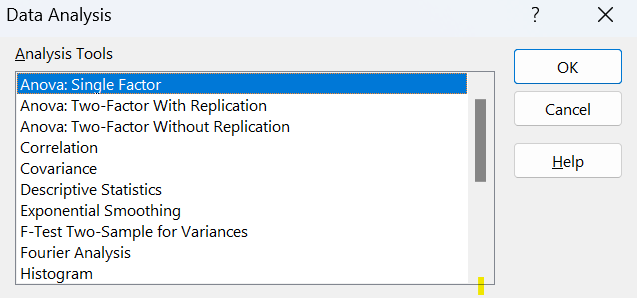 Data Analysis
?
Analysis Tools
Anova: Single Factor
Anova: Two-Factor With Replication
Anova: Two-Factor Without Replication
Correlation
Covariance
Descriptive Statistics
Exponential Smoothing
F-Test Two-Sample for Variances
Fourier Analysis
Histogram
OK
Cancel
Help